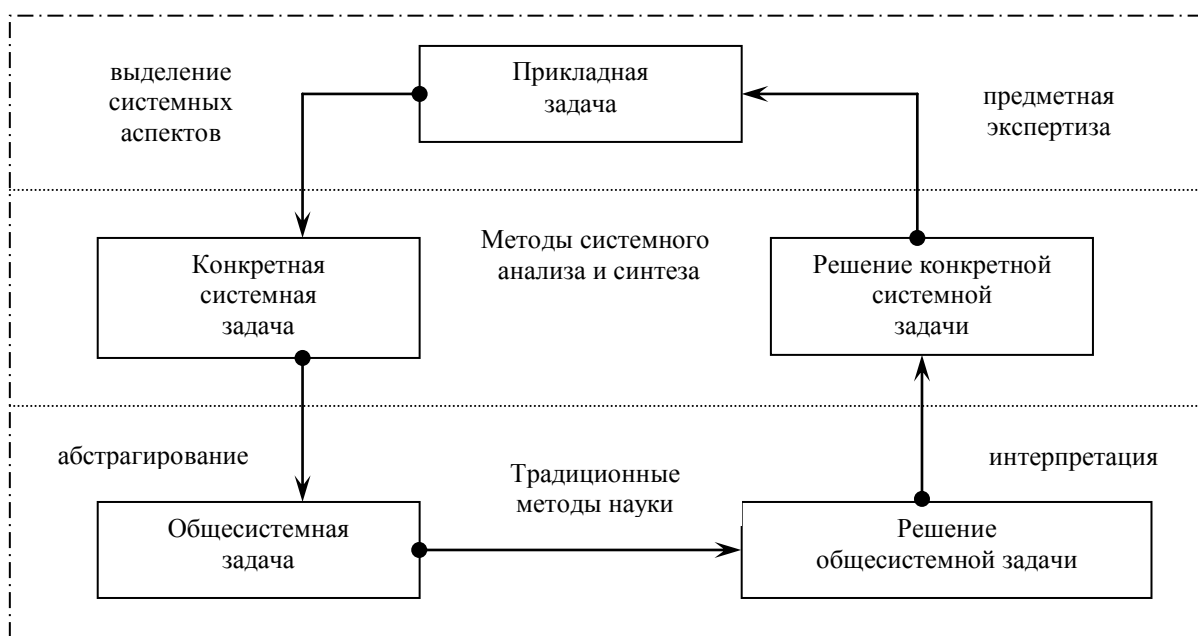 выделение
системных
аспектов
Прикладная
задача
предметная
экспертиза
Конкретная
системная
задача
Методы системного
анализа и синтеза
Решение конкретной
системной
задачи
абстрагирование
Традиционные
методы науки
интерпретация
Общесистемная
задача
Решение
общесистемной задачи